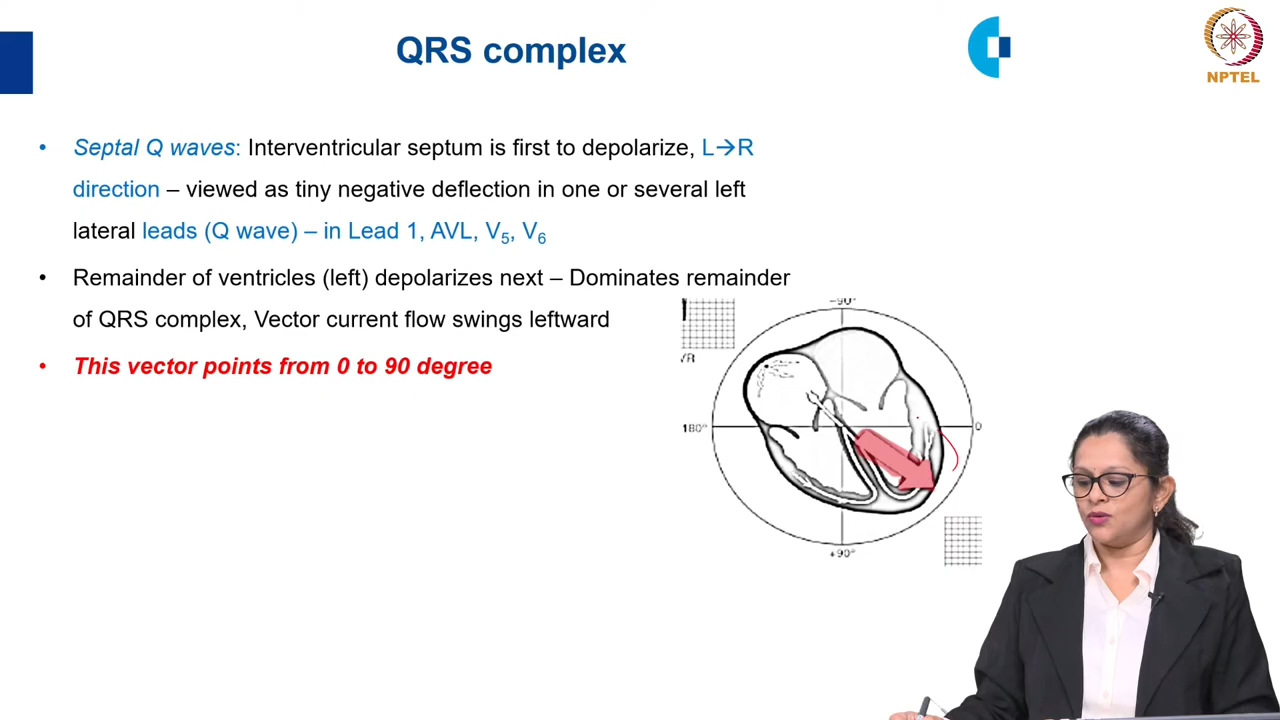 QRS complex
NPTEL
• Septal Q waves: Interventricular septum is first to depolarize, L→R
direction – viewed as tiny negative deflection in one or several left
lateral leads (Q wave) – in Lead 1, AVL, V5, V6
• Remainder of ventricles (left) depolarizes next – Dominates remainder
of QRS complex, Vector current flow swings leftward
• This vector points from 0 to 90 degree
-90°
180°
0
+90°